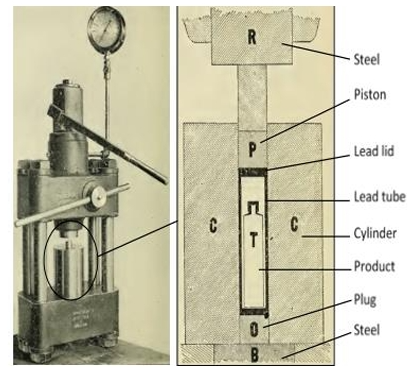 R
Steel
Piston
P
Lead lid
Lead tube
C
T
C
Cylinder
Product
Plug
O
Steel
B